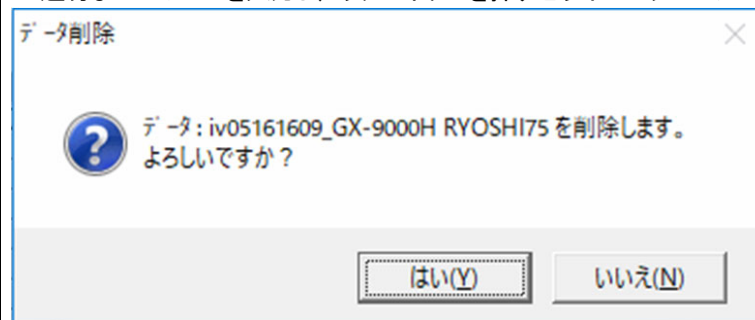 データ削除
データ : iv05161609_GX-9000H RYOSHI75 を削除します。
よろしいですか？
はい(Y)
いいえ(N)